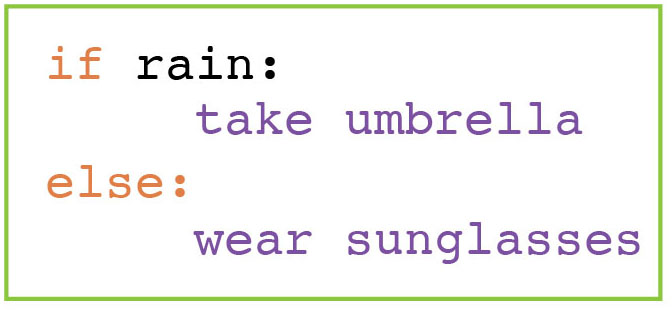 if rain:
take umbrella
else:
wear sunglasses